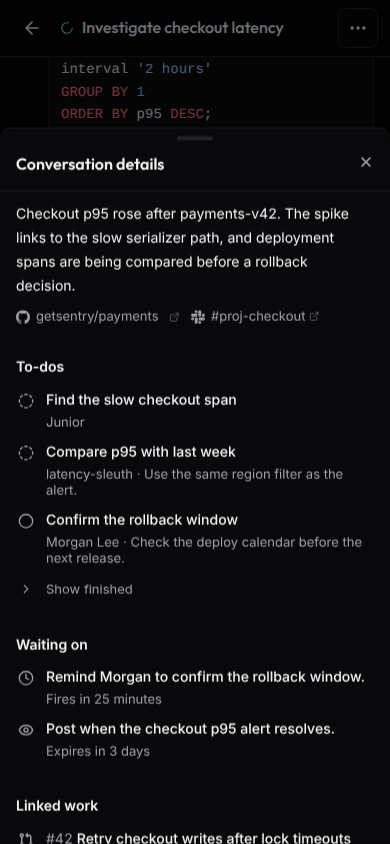 Investigate checkout latency
interval '2 hours'
GROUP BY 1
ORDER BY p95 DESC;
Conversation details
Checkout p95 rose after payments-v42. The spike
links to the slow serializer path, and deployment
spans are being compared before a rollback
decision.
getsentry/payments #proj-checkout
To-dos
Find the slow checkout span
Junior
Compare p95 with last week
latency-sleuth · Use the same region filter as the
alert.
Confirm the rollback window
Morgan Lee · Check the deploy calendar before the
next release.
Show finished
Waiting on
Remind Morgan to confirm the rollback window.
Fires in 25 minutes
Post when the checkout p95 alert resolves.
Expires in 3 days
Linked work
#42 Retry checkout writes after lock timeouts